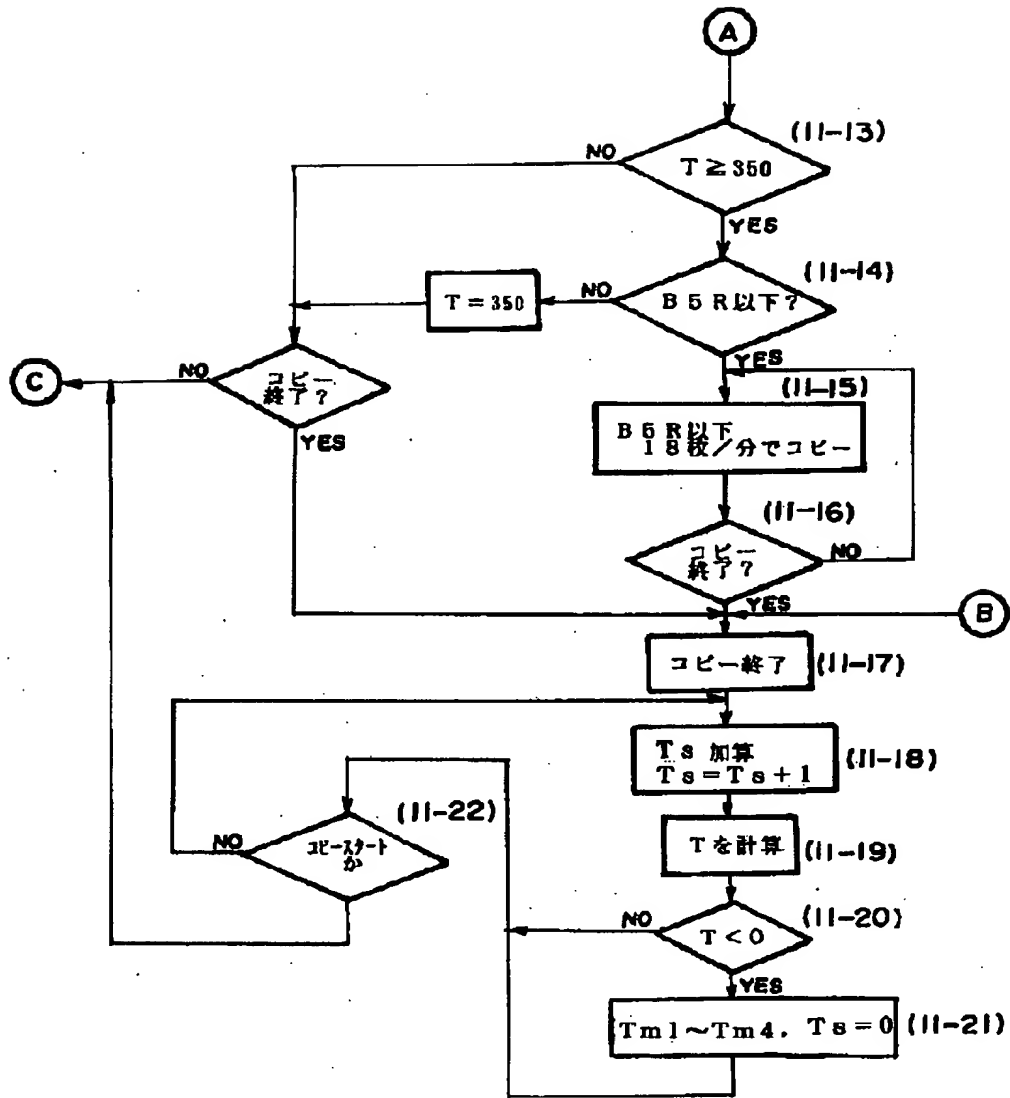 A
(11-13)
NO
T≧350
YES
(11-14)
T=350
NO
B5R以下?
YES
C
NO
コピー
終了?
YES
(11-15)
B5R以下
18枚/分でコピー
(11-16)
コピー
終了?
NO
YES
B
コピー終了
(11-17)
Ts 加算
Ts=Ts+1
(11-18)
(11-22)
NO
コピースタート
か
Tを計算
(11-19)
(11-20)
NO
T<0
YES
Tm1~Tm4. Ts=0
(11-21)